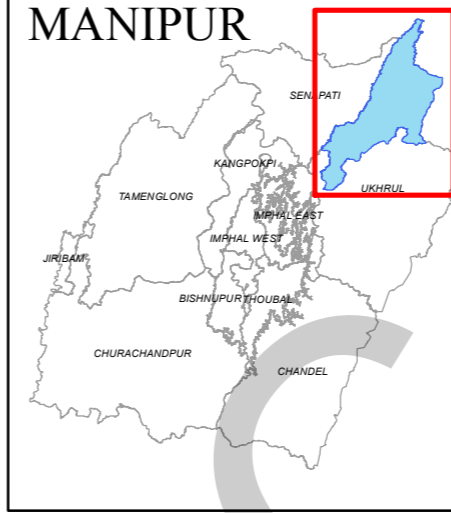 MANIPUR
SENAPATI
KANGPOKPI
UKHRUL
TAMENGLONG
IMPHAL EAST
IMPHAL WEST
JIRIBAM
BISHNUPUR
THOUBAL
CHURACHANDPUR
CHANDEL